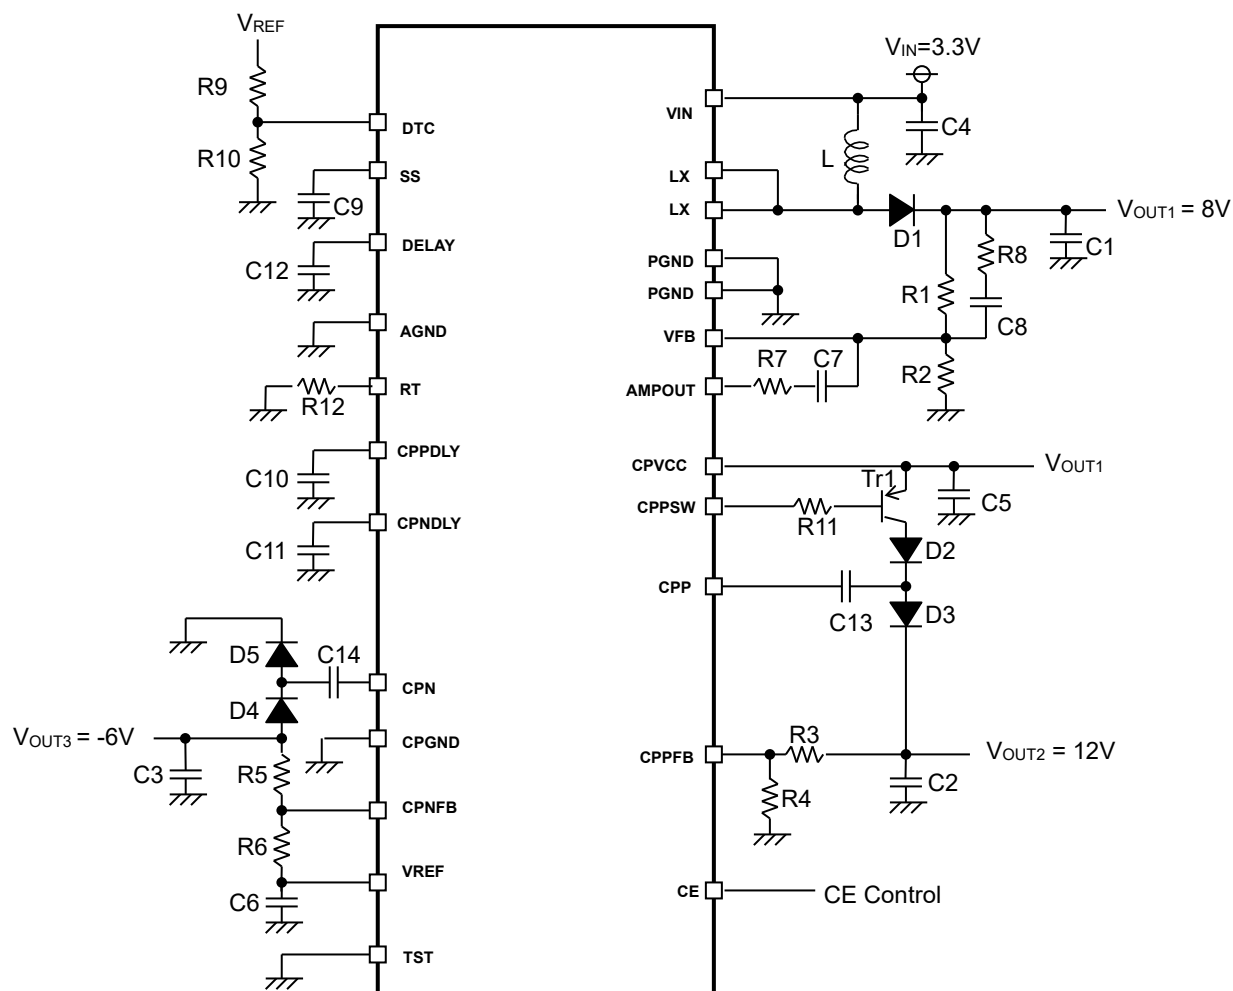 VREF
R9
R10
DTC
SS
C9
DELAY
C12
AGND
RT
R12
CPPDLY
C10
CPNDLY
C11
D5
C14
CPN
D4
VOUT3 = -6V
C3
CPGND
R5
CPNFB
R6
VREF
C6
TST
VIN=3.3V
VIN
C4
L
LX
LX
D1
VOUT1 = 8V
C1
R8
PGND
PGND
R1
C8
VFB
R7
C7
R2
AMPOUT
CPVCC
VOUT1
Tr1
C5
CPPSW
R11
D2
CPP
C13
D3
CPPFB
R3
VOUT2 = 12V
R4
C2
CE
CE Control